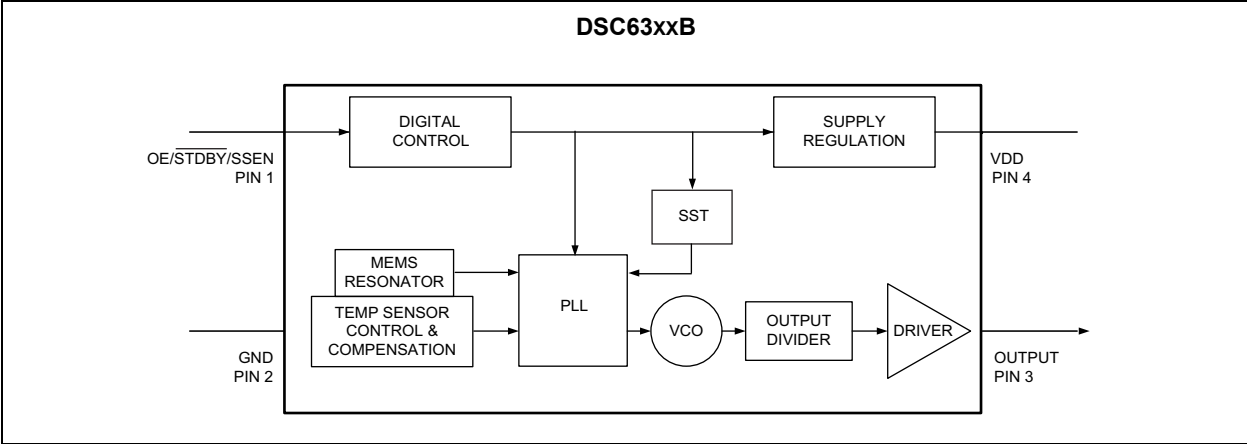 DSC63xxB
DIGITAL
CONTROL
SUPPLY
REGULATION
OE/STDBY/SSEN
PIN 1
VDD
PIN 4
SST
MEMS
RESONATOR
TEMP SENSOR
CONTROL &
COMPENSATION
PLL
VCO
OUTPUT
DIVIDER
DRIVER
GND
PIN 2
OUTPUT
PIN 3